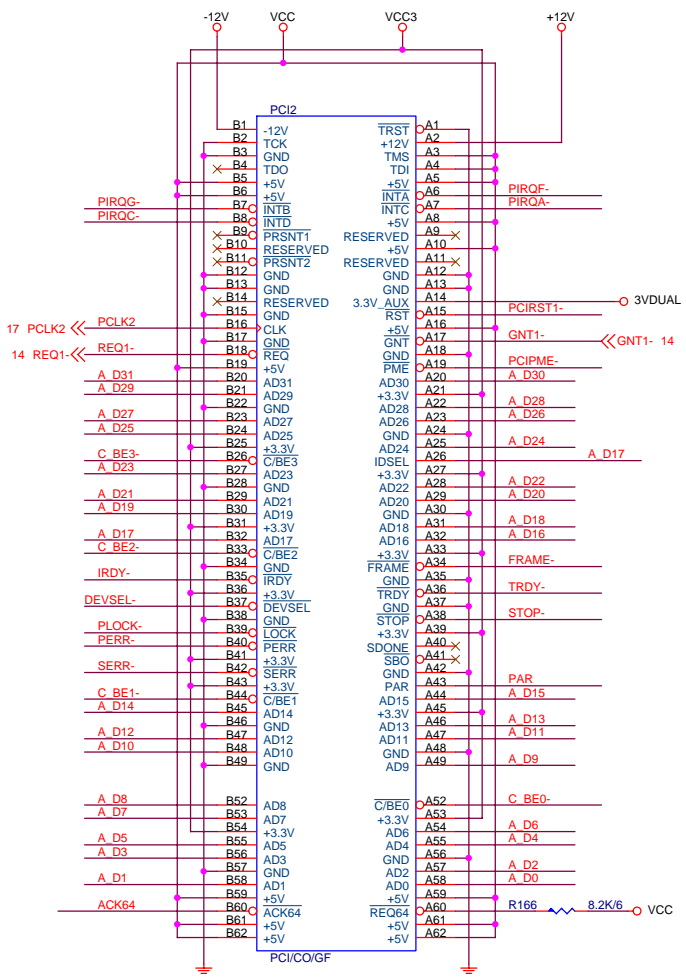 -12V VCC VCC3 +12V
PCI2
B1 -12V TRST A1
B2 TCK +12V A2
B3 GND TMS A3
B4 TDO TDI A4
B5 +5V +5V A5
B6 +5V INTA A6 PIRQF-
PIRQG- B7 INTB INTC A7 PIRQA-
PIRQC- B8 INTD +5V A8
B9 PRSNT1 RESERVED A9
B10 RESERVED +5V A10
B11 PRSNT2 RESERVED A11
B12 GND GND A12
B13 GND GND A13
B14 RESERVED 3.3V_AUX A14 3VDUAL
B15 GND RST A15 PCIRST1-
17 PCLK2 PCLK2 B16 CLK +5V A16
B17 GND GNT A17 GNT1- GNT1- 14
14 REQ1- REQ1- B18 REQ GND A18
B19 +5V PME A19 PCIPME-
A_D31 B20 AD31 AD30 A20 A_D30
A_D29 B21 AD29 +3.3V A21
B22 GND AD28 A22 A_D28
A_D27 B23 AD27 AD26 A23 A_D26
A_D25 B24 AD25 GND A24
B25 +3.3V AD24 A25 A_D24
C_BE3- B26 C/BE3 IDSEL A26 A_D17
A_D23 B27 AD23 +3.3V A27
B28 GND AD22 A28 A_D22
A_D21 B29 AD21 AD20 A29 A_D20
A_D19 B30 AD19 GND A30
B31 +3.3V AD18 A31 A_D18
A_D17 B32 AD17 AD16 A32 A_D16
C_BE2- B33 C/BE2 +3.3V A33
B34 GND FRAME A34 FRAME-
IRDY- B35 IRDY GND A35
B36 +3.3V TRDY A36 TRDY-
DEVSEL- B37 DEVSEL GND A37
B38 GND STOP A38 STOP-
PLOCK- B39 LOCK +3.3V A39
PERR- B40 PERR SDONE A40
B41 +3.3V SBO A41
SERR- B42 SERR GND A42
B43 +3.3V PAR A43 PAR
C_BE1- B44 C/BE1 AD15 A44 A_D15
A_D14 B45 AD14 +3.3V A45
B46 GND AD13 A46 A_D13
A_D12 B47 AD12 AD11 A47 A_D11
A_D10 B48 AD10 GND A48
B49 GND AD9 A49 A_D9
A_D8 B52 AD8 C/BE0 A52 C_BE0-
A_D7 B53 AD7 +3.3V A53
B54 +3.3V AD6 A54 A_D6
A_D5 B55 AD5 AD4 A55 A_D4
A_D3 B56 AD3 GND A56
B57 GND AD2 A57 A_D2
A_D1 B58 AD1 AD0 A58 A_D0
B59 +5V +5V A59
ACK64 B60 ACK64 REQ64 A60 R166 8.2K/6 VCC
B61 +5V +5V A61
B62 +5V +5V A62
PCI/CO/GF